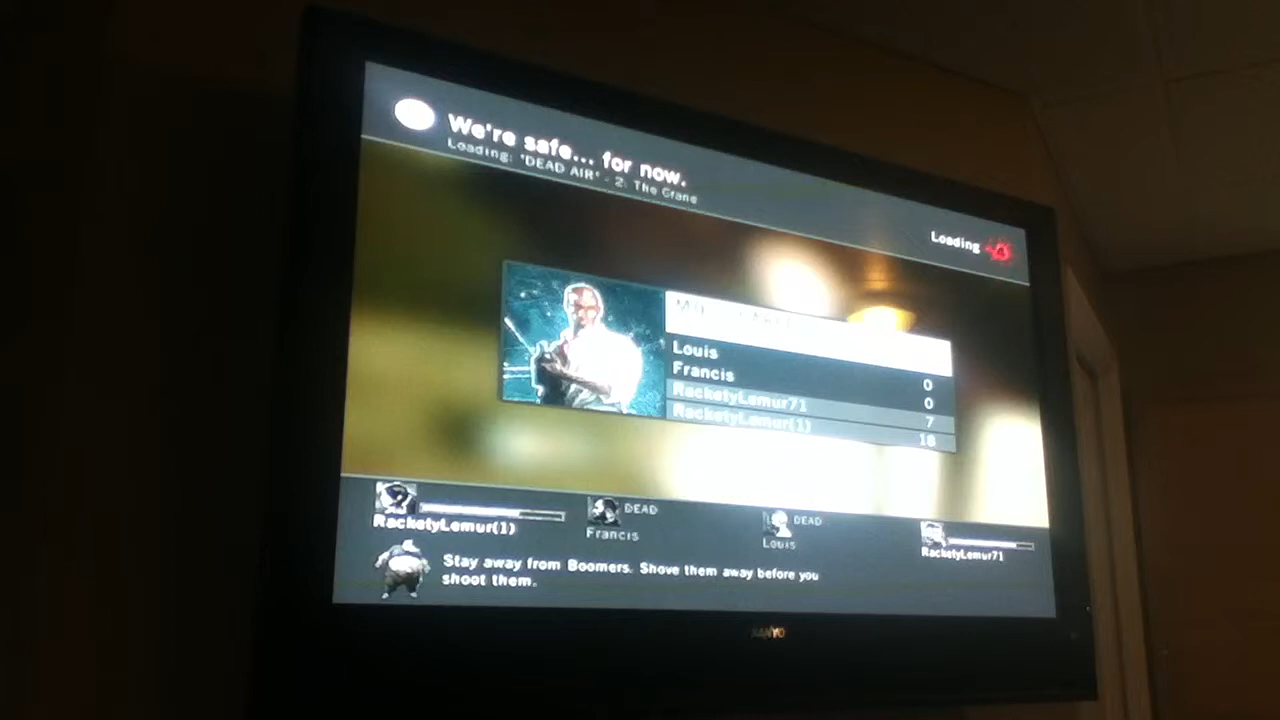 We're safe... for now.
Loading: 'DEAD AIR' - 2: The Crane
Loading
Louis 0
Francis 0
RacketyLemur71 7
RacketyLemur(1) 18
RacketyLemur(1)
DEAD
Francis
DEAD
Louis
RacketyLemur71
Stay away from Boomers. Shove them away before you
shoot them.
SANYO